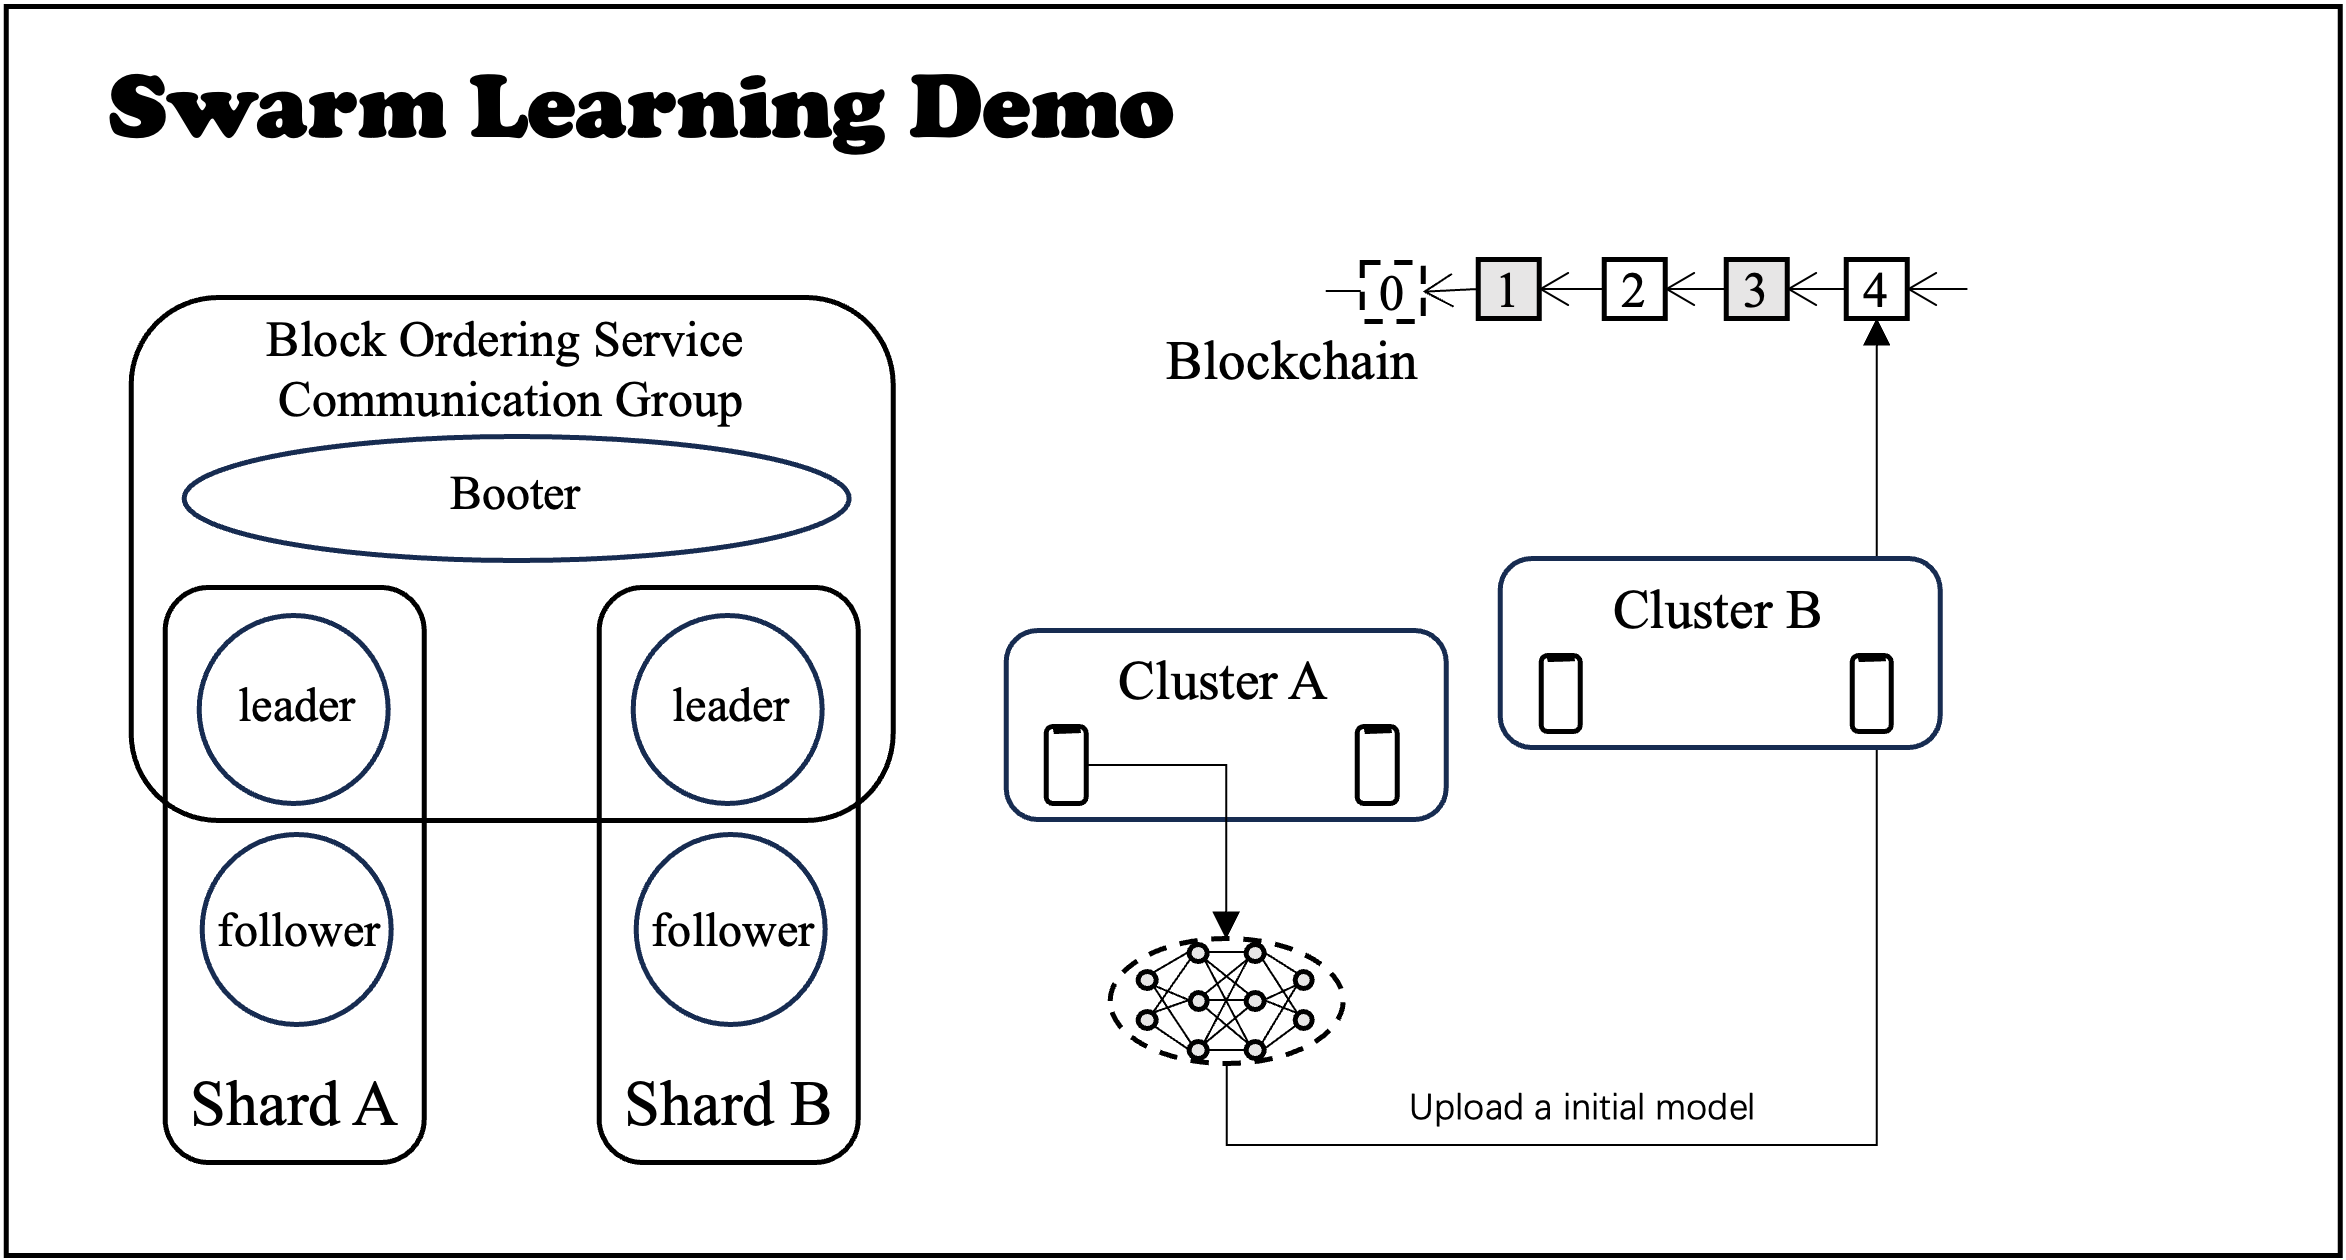 Swarm Learning Demo
Block Ordering Service
Communication Group
Booter
leader
leader
follower
follower
Shard A
Shard B
0
1
2
3
4
Blockchain
Cluster B
Cluster A
Upload a initial model